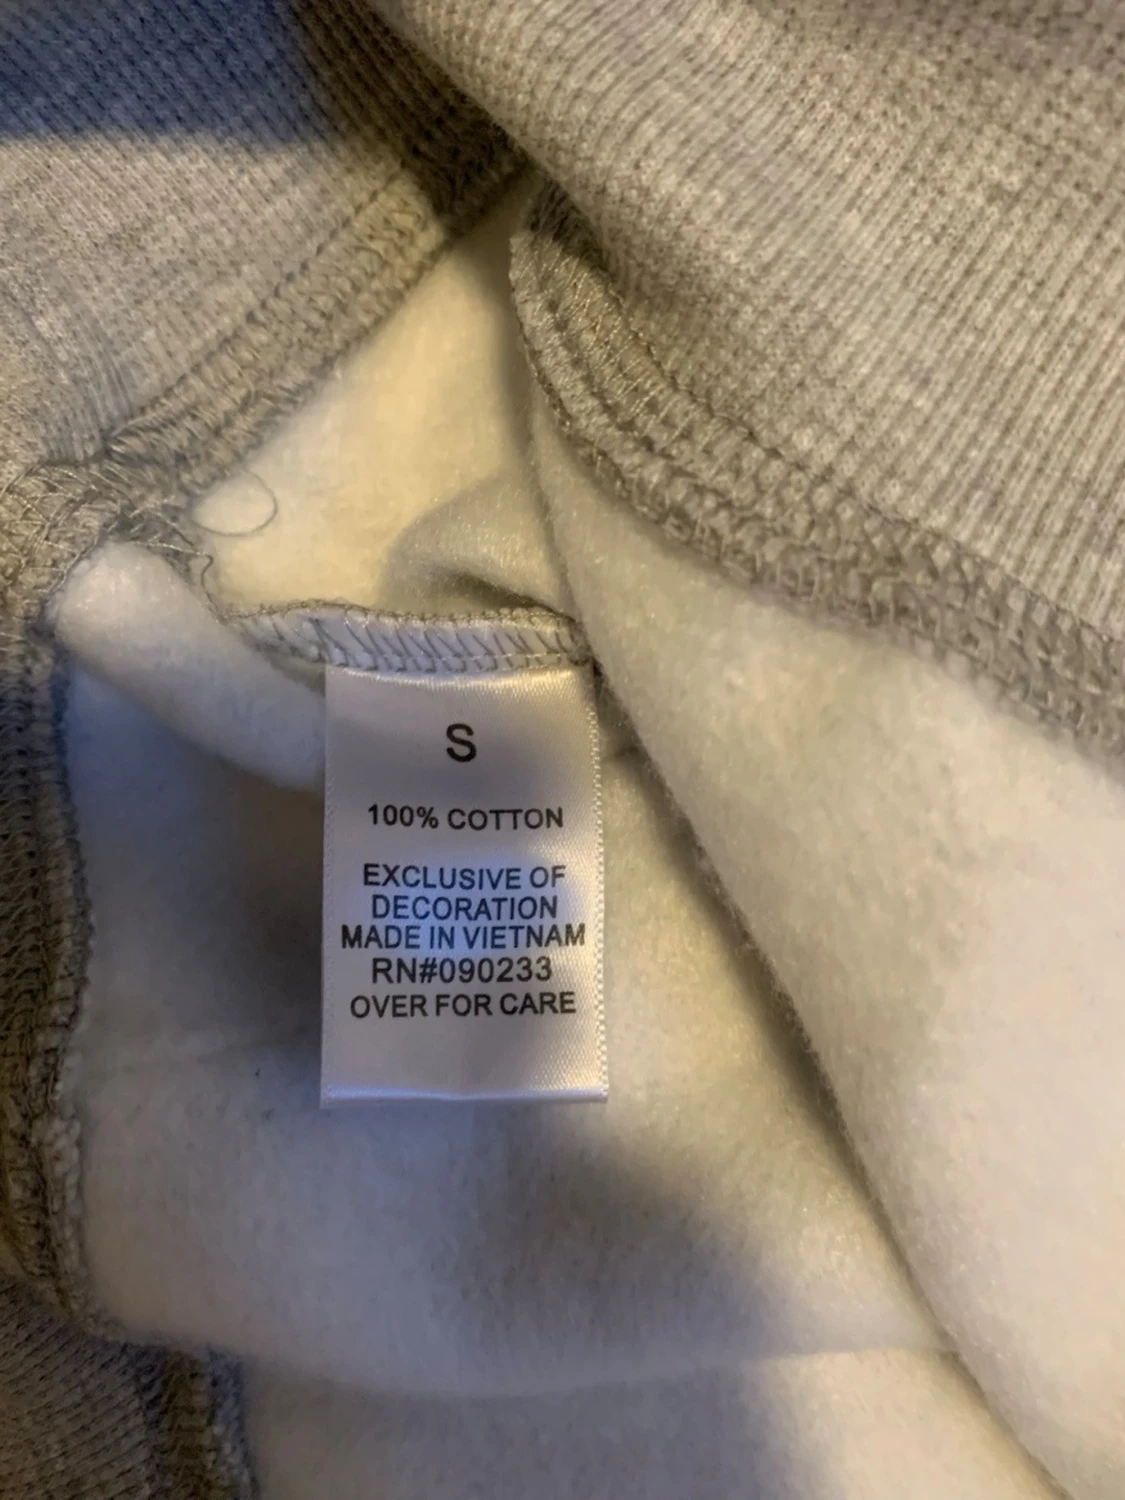 S
100% COTTON
EXCLUSIVE OF
DECORATION
MADE IN VIETNAM
RN#090233
OVER FOR CARE